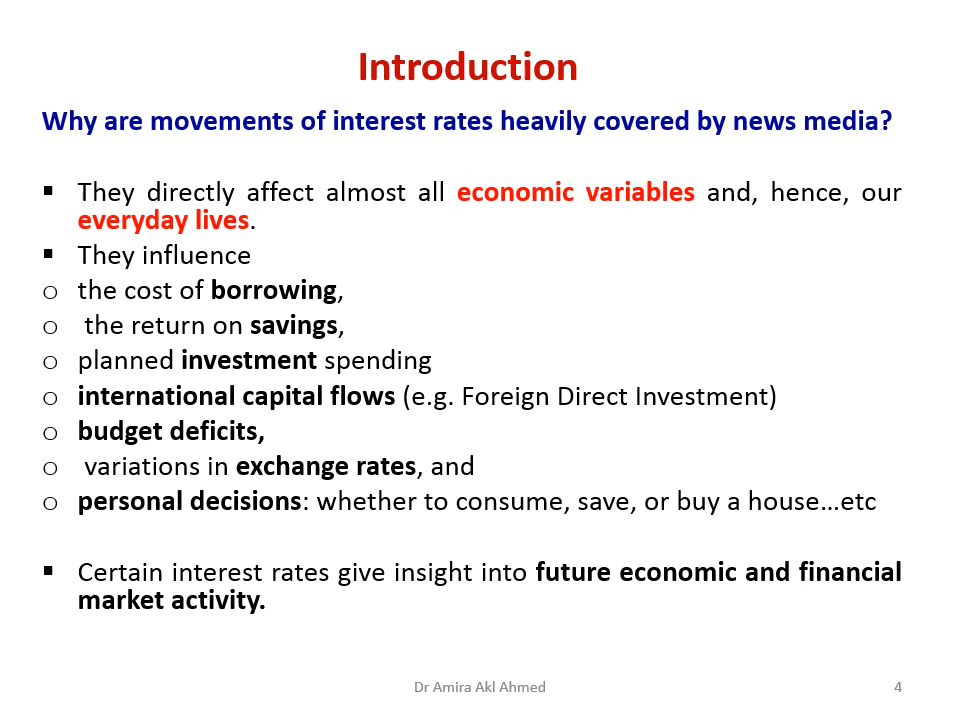 Introduction
Why are movements of interest rates heavily covered by news media?
▪ They directly affect almost all economic variables and, hence, our
everyday lives.
▪ They influence
o the cost of borrowing,
o the return on savings,
o planned investment spending
o international capital flows (e.g. Foreign Direct Investment)
o budget deficits,
o variations in exchange rates, and
o personal decisions: whether to consume, save, or buy a house…etc
▪ Certain interest rates give insight into future economic and financial
market activity.
Dr Amira Akl Ahmed
4